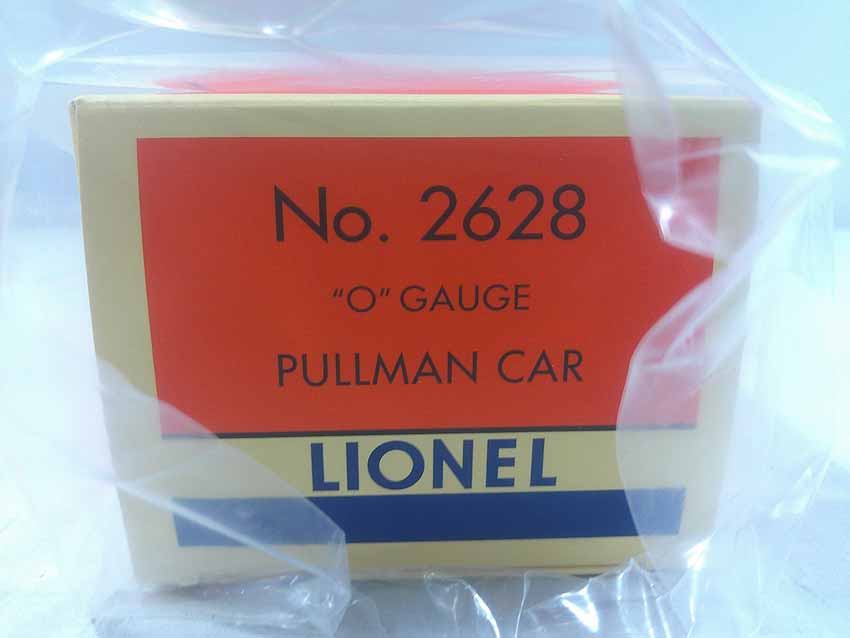 No. 2628
"O" GAUGE
PULLMAN CAR
LIONEL